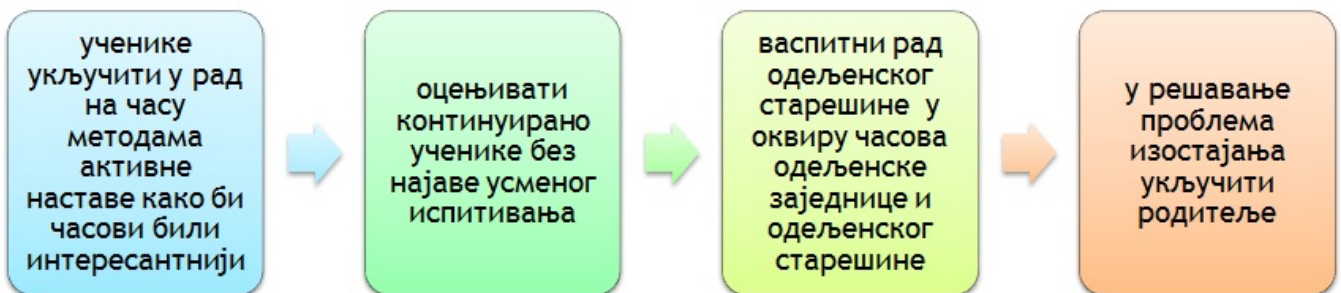 ученике
укључити у рад
на часу
методама
активне
наставе како би
часови били
интересантнији
оцењивати
континуирано
ученике без
најаве усменог
испитивања
васпитни рад
одељенског
старешине у
оквиру часова
одељенске
заједнице и
одељенског
старешине
у решавање
проблема
изостајања
укључити
родитеље